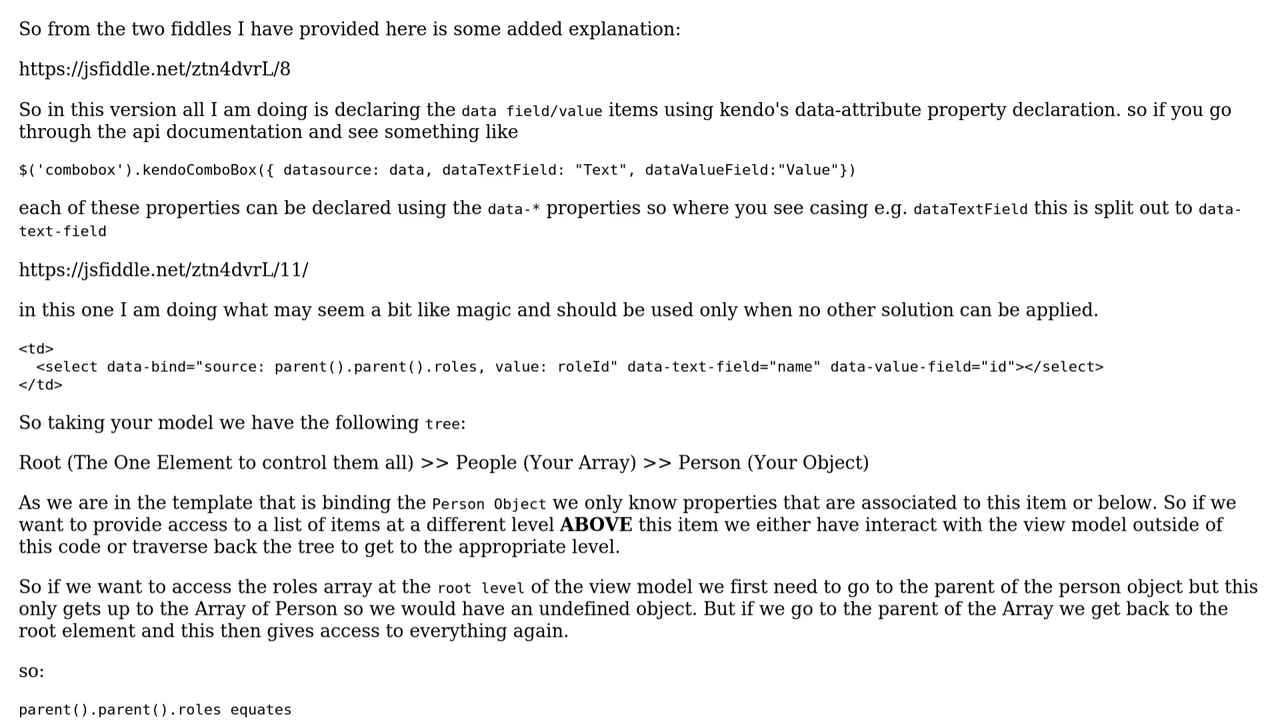 So from the two fiddles I have provided here is some added explanation:
https://jsfiddle.net/ztn4dvrL/8
So in this version all I am doing is declaring the data field/value items using kendo's data-attribute property declaration. so if you go
through the api documentation and see something like
$('combobox').kendoComboBox({ datasource: data, dataTextField: "Text", dataValueField:"Value"})
each of these properties can be declared using the data-* properties so where you see casing e.g. dataTextField this is split out to data-
text-field
https://jsfiddle.net/ztn4dvrL/11/
in this one I am doing what may seem a bit like magic and should be used only when no other solution can be applied.
<td>
  <select data-bind="source: parent().parent().roles, value: roleId" data-text-field="name" data-value-field="id"></select>
</td>
So taking your model we have the following tree:
Root (The One Element to control them all) >> People (Your Array) >> Person (Your Object)
As we are in the template that is binding the Person Object we only know properties that are associated to this item or below. So if we
want to provide access to a list of items at a different level ABOVE this item we either have interact with the view model outside of
this code or traverse back the tree to get to the appropriate level.
So if we want to access the roles array at the root level of the view model we first need to go to the parent of the person object but this
only gets up to the Array of Person so we would have an undefined object. But if we go to the parent of the Array we get back to the
root element and this then gives access to everything again.
so:
parent().parent().roles equates